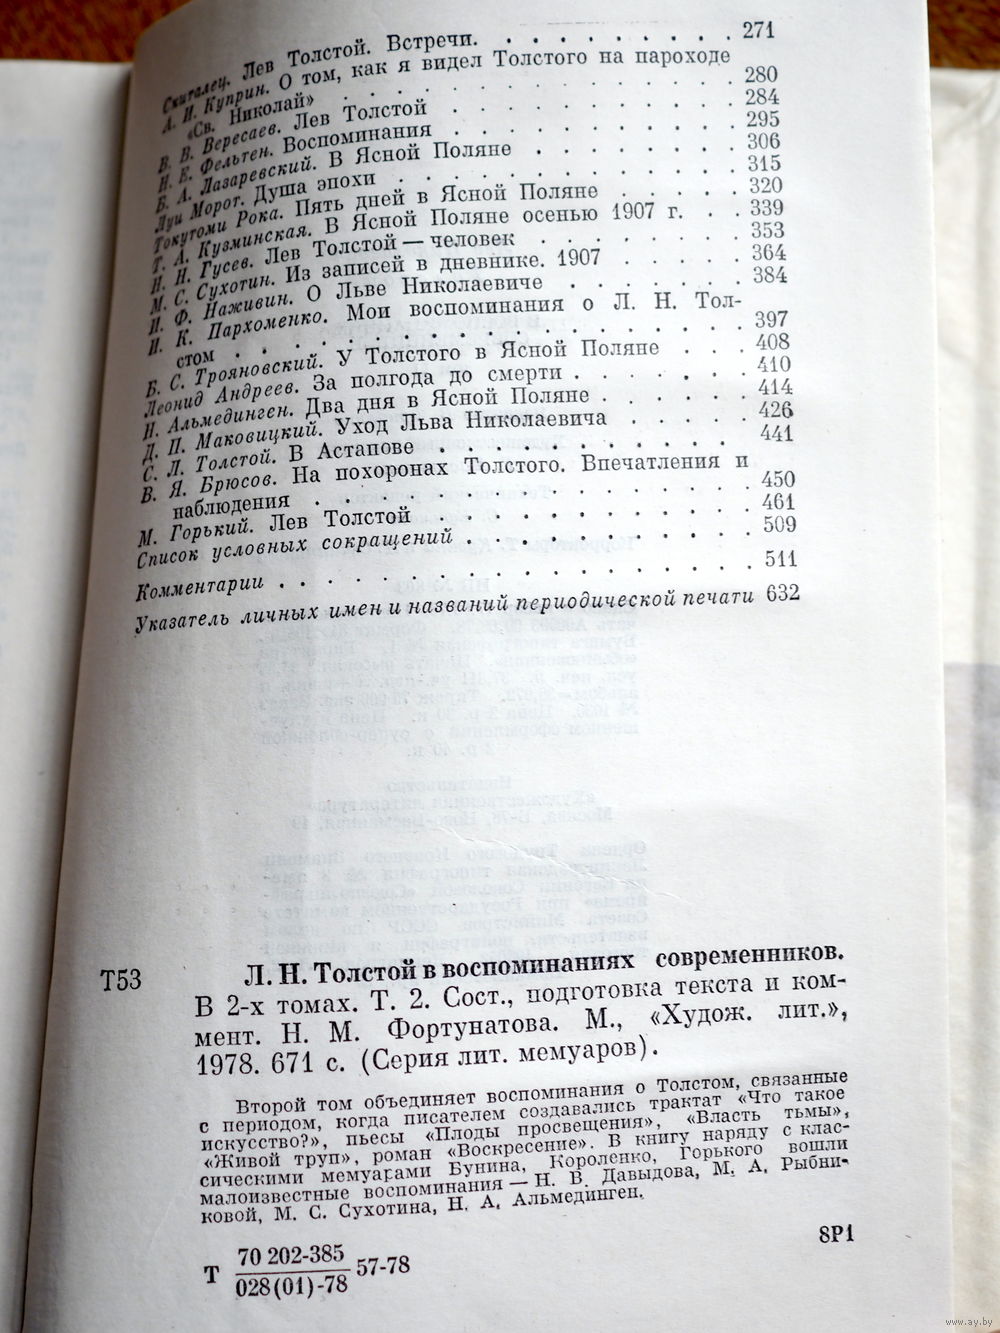 Скиталец. Лев Толстой. Встречи. . . . . . . . . . 271
А. И. Куприн. О том, как я видел Толстого на пароходе
«Св. Николай» . . . . . . . . . . . . . 280
В. В. Вересаев. Лев Толстой . . . . . . . . . . 284
Н. Е. Фельтен. Воспоминания . . . . . . . . . . 295
Б. А. Лазаревский. В Ясной Поляне . . . . . . . . 306
Луи Морог. Душа эпохи . . . . . . . . . . . . 315
Токутоми Рока. Пять дней в Ясной Поляне . . . . . 320
Т. А. Кузминская. В Ясной Поляне осенью 1907 г. . . 339
Н. Н. Гусев. Лев Толстой — человек . . . . . . . . 353
М. С. Сухотин. Из записей в дневнике. 1907 . . . . . 364
И. Ф. Наживин. О Льве Николаевиче . . . . . . . 384
И. К. Пархоменко. Мои воспоминания о Л. Н. Тол-
стом . . . . . . . . . . . . . . . . . 397
Б. С. Трояновский. У Толстого в Ясной Поляне . . . 408
Леонид Андреев. За полгода до смерти . . . . . . . 410
Н. Альмединген. Два дня в Ясной Поляне . . . . . . 414
Д. П. Маковицкий. Уход Льва Николаевича . . . . . 426
С. Л. Толстой. В Астапове . . . . . . . . . . . 441
В. Я. Брюсов. На похоронах Толстого. Впечатления и
наблюдения . . . . . . . . . . . . . . . 450
М. Горький. Лев Толстой . . . . . . . . . . . . 461
Список условных сокращений . . . . . . . . . . . 509
Комментарии . . . . . . . . . . . . . . . . . 511
Указатель личных имен и названий периодической печати 632
Т53
Л. Н. Толстой в воспоминаниях современников.
В 2-х томах. Т. 2. Сост., подготовка текста и ком-
мент. Н. М. Фортунатова. М., «Худож. лит.»,
1978. 671 с. (Серия лит. мемуаров).
Второй том объединяет воспоминания о Толстом, связанные
с периодом, когда писателем создавались трактат «Что такое
искусство?», пьесы «Плоды просвещения», «Власть тьмы»,
«Живой труп», роман «Воскресение». В книгу наряду с клас-
сическими мемуарами Бунина, Короленко, Горького вошли
малоизвестные воспоминания — Н. В. Давыдова, М. А. Рыбни-
ковой, М. С. Сухотина, Н. А. Альмединген.
8Р1
Т 70 202-385 57-78
028(01)-78
www.ay.by